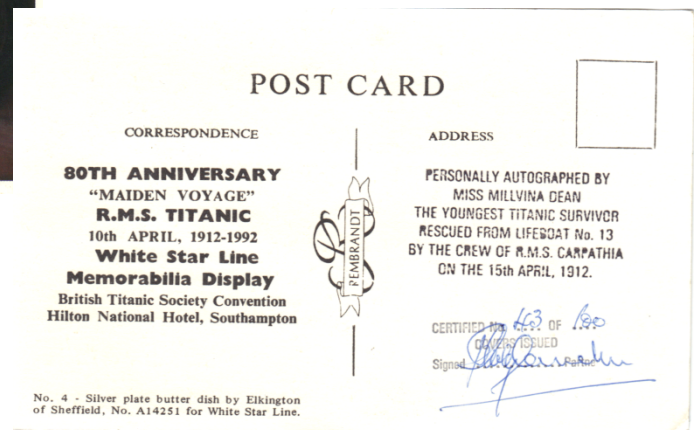 POST CARD
CORRESPONDENCE
80TH ANNIVERSARY
“MAIDEN VOYAGE”
R.M.S. TITANIC
10th APRIL, 1912-1992
White Star Line
Memorabilia Display
British Titanic Society Convention
Hilton National Hotel, Southampton
No. 4 - Silver plate butter dish by Elkington
of Sheffield, No. A14251 for White Star Line.
REMBRANDT
ADDRESS
PERSONALLY AUTOGRAPHED BY
MISS MILLVINA DEAN
THE YOUNGEST TITANIC SURVIVOR
RESCUED FROM LIFEBOAT No. 13
BY THE CREW OF R.M.S. CARPATHIA
ON THE 15th APRIL, 1912.
CERTIFIED No. 43 OF 100
COVERS ISSUED
Signed